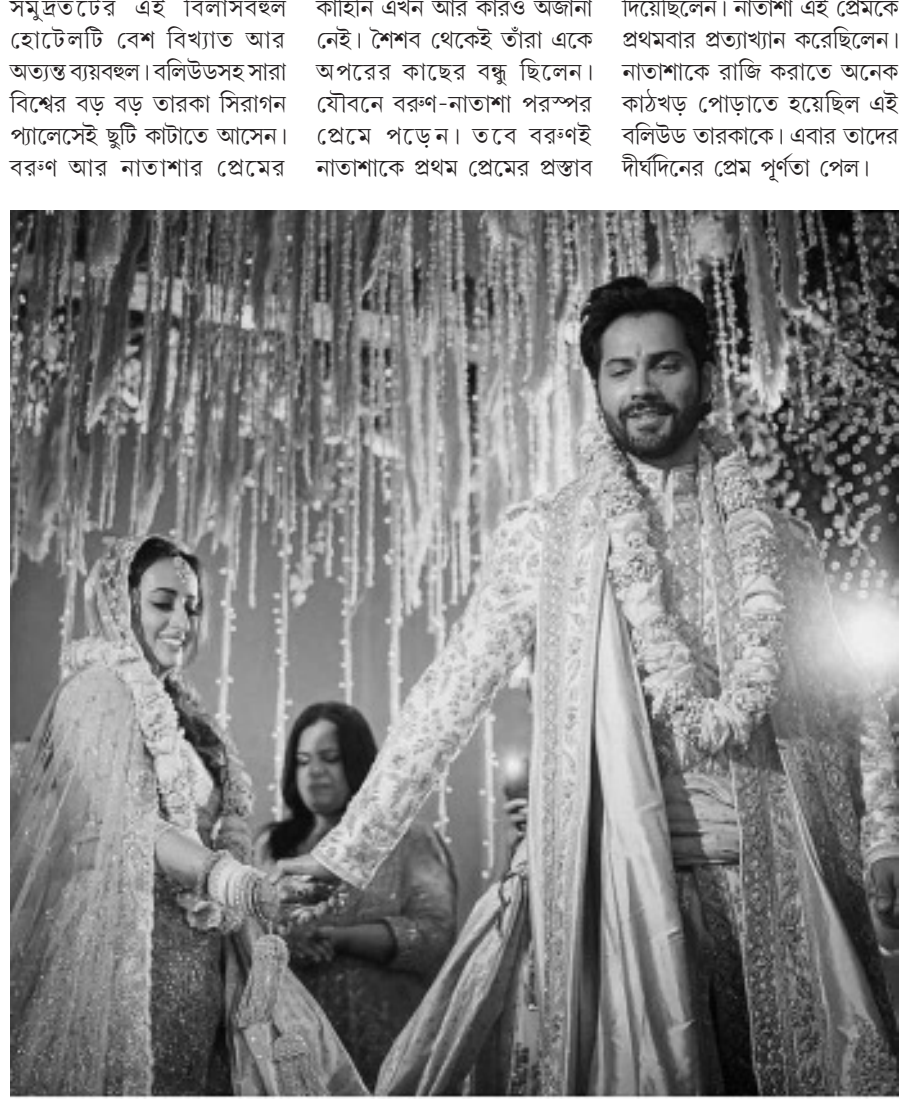 সমুদ্রতটের এই বিলাসবহুল
হোটেলটি বেশ বিখ্যাত আর
অত্যন্ত ব্যয়বহুল। বলিউডসহ সারা
বিশ্বের বড় বড় তারকা সিরাগন
প্যালেসেই ছুটি কাটাতে আসেন।
বরুণ আর নাতাশার প্রেমের
কাহিনি এখন আর কারও অজানা
নেই। শৈশব থেকেই তাঁরা একে
অপরের কাছের বন্ধু ছিলেন।
যৌবনে বরুণ-নাতাশা পরস্পর
প্রেমে পড়েন। তবে বরুণই
নাতাশাকে প্রথম প্রেমের প্রস্তাব
দিয়েছিলেন। নাতাশা এই প্রেমকে
প্রথমবার প্রত্যাখ্যান করেছিলেন।
নাতাশাকে রাজি করাতে অনেক
কাঠখড় পোড়াতে হয়েছিল এই
বলিউড তারকাকে। এবার তাদের
দীর্ঘদিনের প্রেম পূর্ণতা পেল।